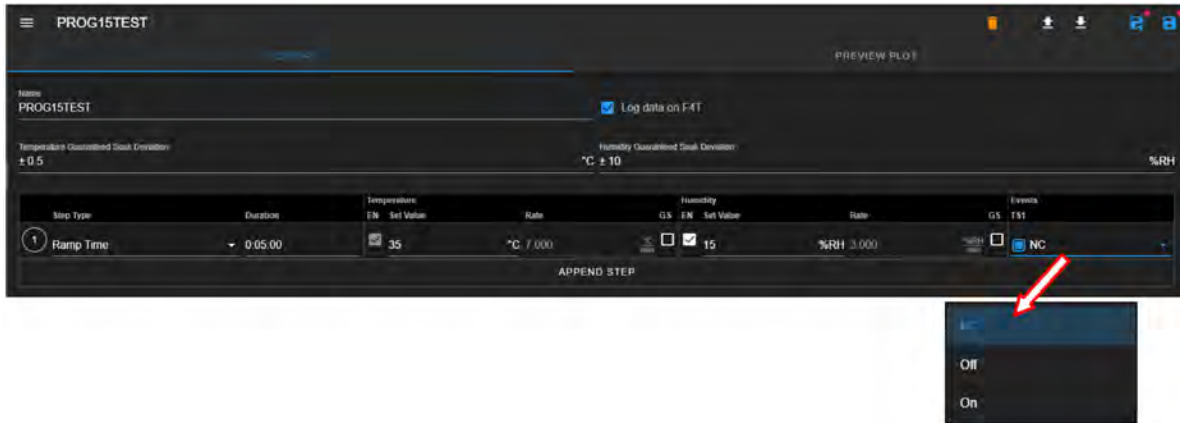 PROG15TEST
PREVIEW PLOT
Name
PROG15TEST
Log data on F4T
Temperature Guaranteed Soak Deviation
± 0.5 °C
Humidity Guaranteed Soak Deviation
± 10 %RH
Temperature Humidity Events
Step Type Duration EN Set Value Rate GS EN Set Value Rate GS TS1
1 Ramp Time 0:05:00 35 °C 7.000 15 %RH 3.000 NC
APPEND STEP
Off
On